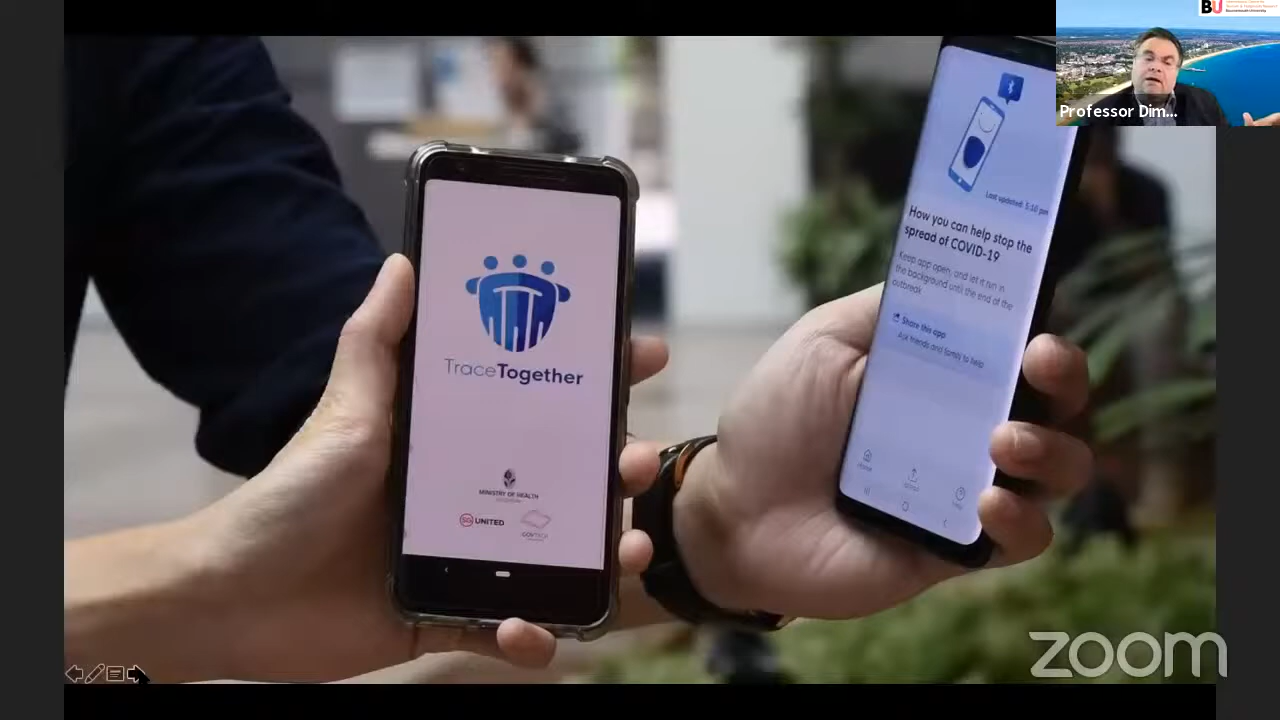 BU
Professor Dim...
Last updated: 5:10 pm
How you can help stop the
spread of COVID-19
Keep app open, and let it run in
the background until the end of the
outbreak
Share this app
Ask friends and family to help
Home
TraceTogether
MINISTRY OF HEALTH
SG UNITED
GOVTECH
zoom